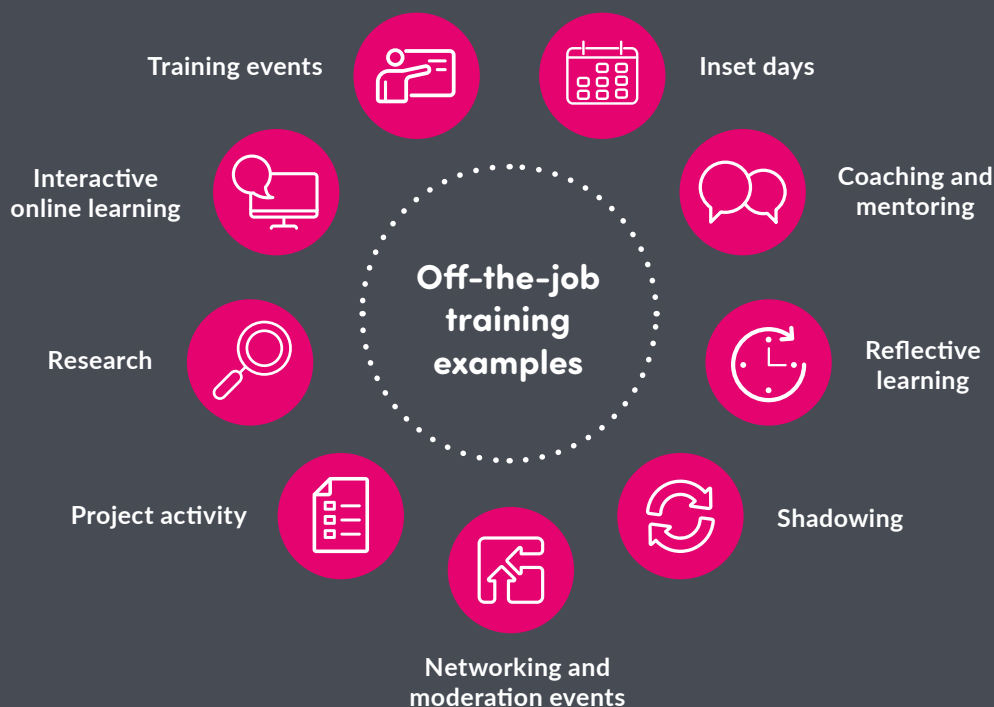 Off-the-job
training
examples
Training events
Inset days
Interactive
online learning
Coaching and
mentoring
Research
Reflective
learning
Project activity
Shadowing
Networking and
moderation events